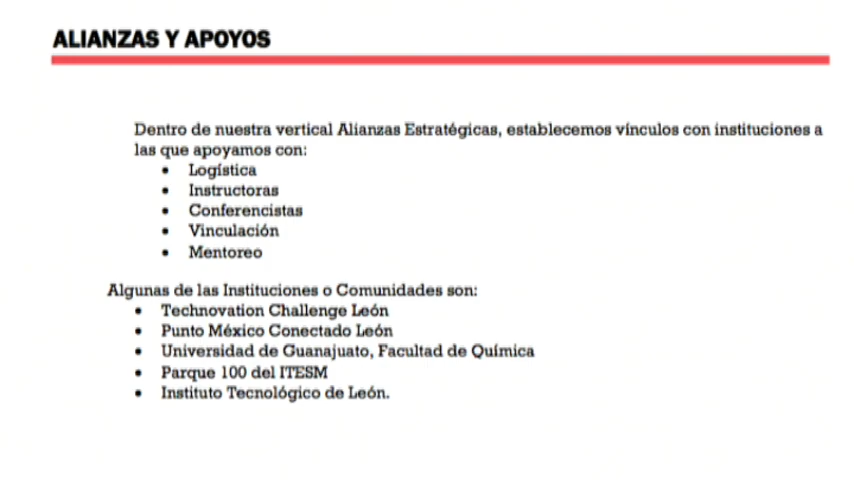 ALIANZAS Y APOYOS
Dentro de nuestra vertical Alianzas Estratégicas, establecemos vínculos con instituciones a
las que apoyamos con:
• Logística
• Instructoras
• Conferencistas
• Vinculación
• Mentoreo
Algunas de las Instituciones o Comunidades son:
• Technovation Challenge León
• Punto México Conectado León
• Universidad de Guanajuato, Facultad de Química
• Parque 100 del ITESM
• Instituto Tecnológico de León.